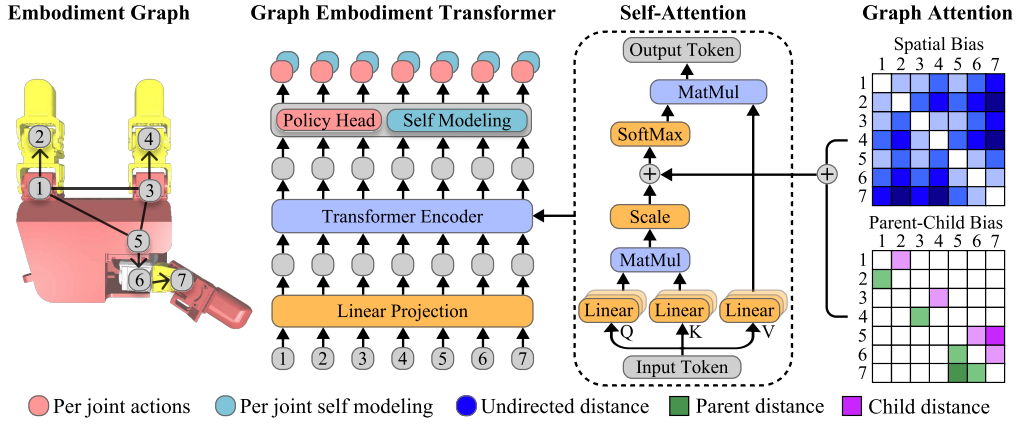 Embodiment Graph
Graph Embodiment Transformer
Self-Attention
Graph Attention
2
4
1
3
5
6
7
Policy Head
Self Modeling
Transformer Encoder
Linear Projection
1 2 3 4 5 6 7
Output Token
MatMul
SoftMax
+
Scale
MatMul
Linear Linear Linear
Q K V
Input Token
+
Spatial Bias
1 2 3 4 5 6 7
1
2
3
4
5
6
7
Parent-Child Bias
1 2 3 4 5 6 7
1
2
3
4
5
6
7
Per joint actions
Per joint self modeling
Undirected distance
Parent distance
Child distance